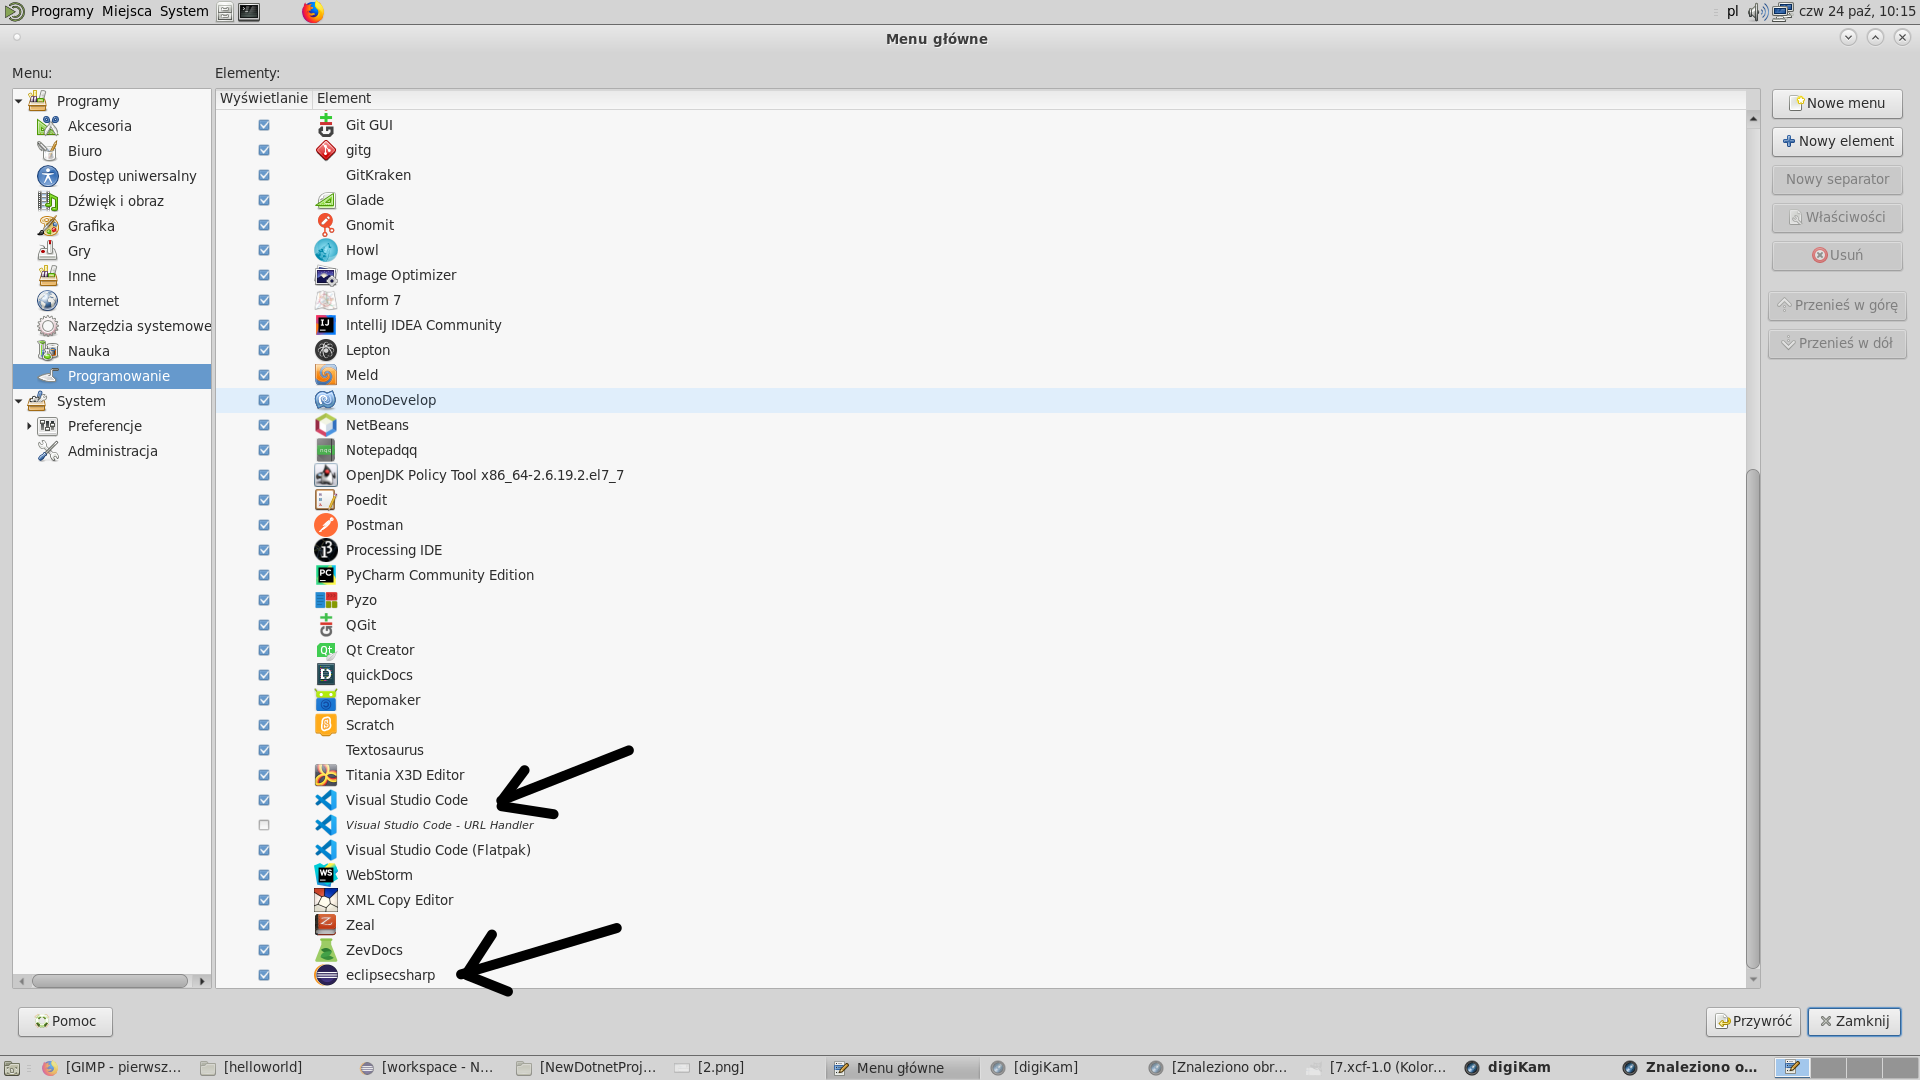 Programy Miejsca System
pl czw 24 paź, 10:15
Menu główne
Menu:
Programy
Akcesoria
Biuro
Dostęp uniwersalny
Dźwięk i obraz
Grafika
Gry
Inne
Internet
Narzędzia systemowe
Nauka
Programowanie
System
Preferencje
Administracja
Elementy:
Wyświetlanie Element
Git GUI
gitg
GitKraken
Glade
Gnomit
Howl
Image Optimizer
Inform 7
IntelliJ IDEA Community
Lepton
Meld
MonoDevelop
NetBeans
Notepadqq
OpenJDK Policy Tool x86_64-2.6.19.2.el7_7
Poedit
Postman
Processing IDE
PyCharm Community Edition
Pyzo
QGit
Qt Creator
quickDocs
Repomaker
Scratch
Textosaurus
Titania X3D Editor
Visual Studio Code
Visual Studio Code - URL Handler
Visual Studio Code (Flatpak)
WebStorm
XML Copy Editor
Zeal
ZevDocs
eclipsecsharp
Nowe menu
Nowy element
Nowy separator
Właściwości
Usuń
Przenieś w górę
Przenieś w dół
Pomoc
Przywróć
Zamknij
[GIMP - pierwsz... [helloworld] [workspace - N... [NewDotnetProj... [2.png] Menu główne [digiKam] [Znaleziono obr... [7.xcf-1.0 (Kolor... digiKam Znaleziono o...